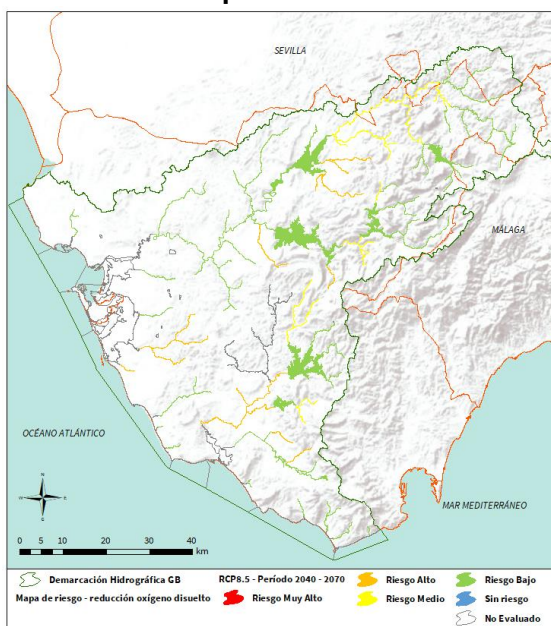 SEVILLA
MÁLAGA
OCÉANO ATLÁNTICO
MAR MEDITERRÁNEO
N
W E
S
0 5 10 20 30 40
km
Demarcación Hidrográfica GB
RCP8.5 - Período 2040 - 2070
Riesgo Alto
Riesgo Bajo
Mapa de riesgo - reducción oxígeno disuelto
Riesgo Muy Alto
Riesgo Medio
Sin riesgo
No Evaluado